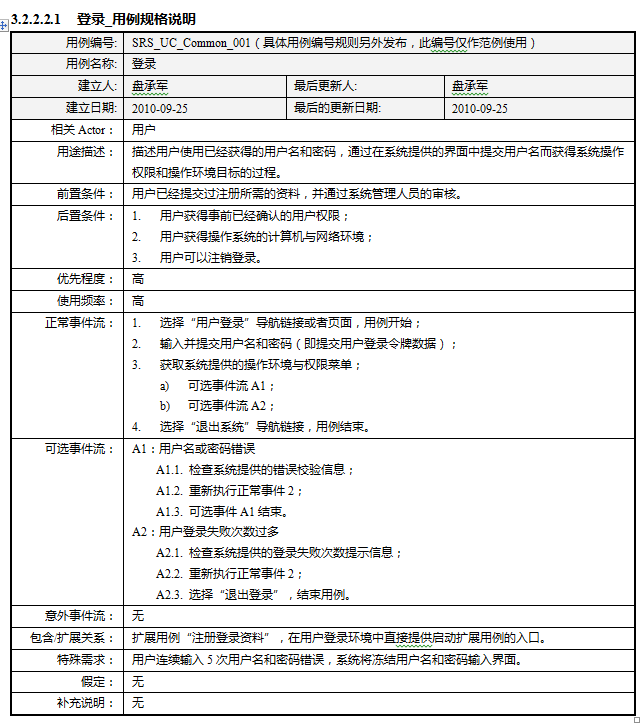 3.2.2.2.1 登录_用例规格说明
用例编号: SRS_UC_Common_001（具体用例编号规则另外发布，此编号仅作范例使用）
用例名称: 登录
建立人: 盘承军 最后更新人: 盘承军
建立日期: 2010-09-25 最后的更新日期: 2010-09-25
相关 Actor： 用户
用途描述： 描述用户使用已经获得的用户名和密码，通过在系统提供的界面中提交用户名而获得系统操作
权限和操作环境目标的过程。
前置条件： 用户已经提交过注册所需的资料，并通过系统管理人员的审核。
后置条件： 1. 用户获得事前已经确认的用户权限；
2. 用户获得操作系统的计算机与网络环境；
3. 用户可以注销登录。
优先程度： 高
使用频率： 高
正常事件流： 1. 选择“用户登录”导航链接或者页面，用例开始；
2. 输入并提交用户名和密码（即提交用户登录令牌数据）；
3. 获取系统提供的操作环境与权限菜单；
a) 可选事件流 A1；
b) 可选事件流 A2；
4. 选择“退出系统”导航链接，用例结束。
可选事件流： A1：用户名或密码错误
A1.1. 检查系统提供的错误校验信息；
A1.2. 重新执行正常事件 2；
A1.3. 可选事件 A1 结束。
A2：用户登录失败次数过多
A2.1. 检查系统提供的登录失败次数提示信息；
A2.2. 重新执行正常事件 2；
A2.3. 选择“退出登录”，结束用例。
意外事件流： 无
包含/扩展关系： 扩展用例“注册登录资料”，在用户登录环境中直接提供启动扩展用例的入口。
特殊需求： 用户连续输入 5 次用户名和密码错误，系统将冻结用户名和密码输入界面。
假定： 无
补充说明： 无